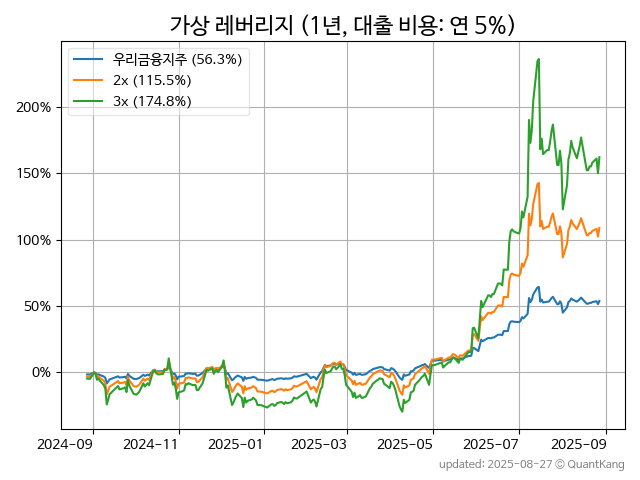 가상 레버리지 (1년, 대출 비용: 연 5%)
우리금융지주 (56.3%)
2x (115.5%)
3x (174.8%)
200%
150%
100%
50%
0%
2024-09 2024-11 2025-01 2025-03 2025-05 2025-07 2025-09
updated: 2025-08-27 © QuantKang